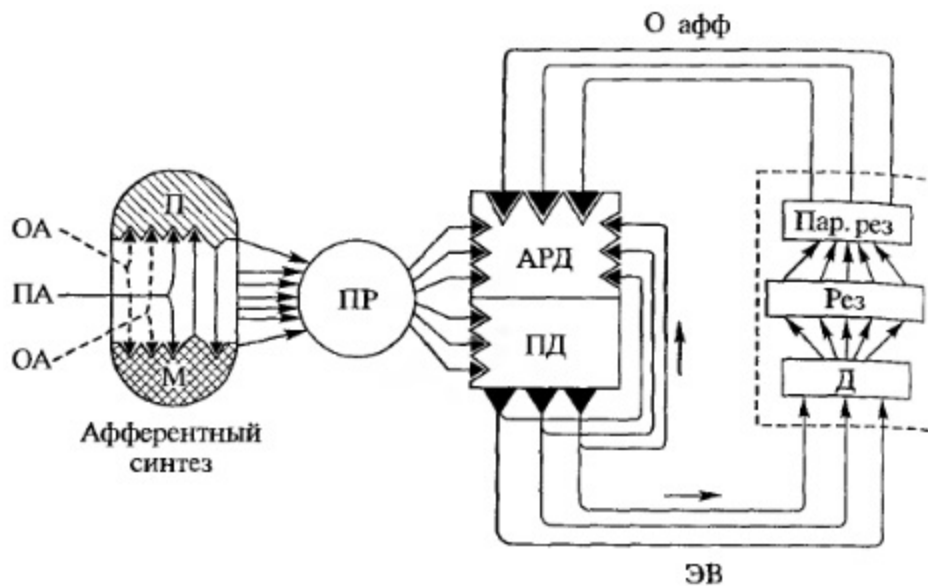 О афф
П
ОА
ПА
ОА
М
Афферентный
синтез
ПР
АРД
ПД
Пар. рез
Рез
Д
ЭВ